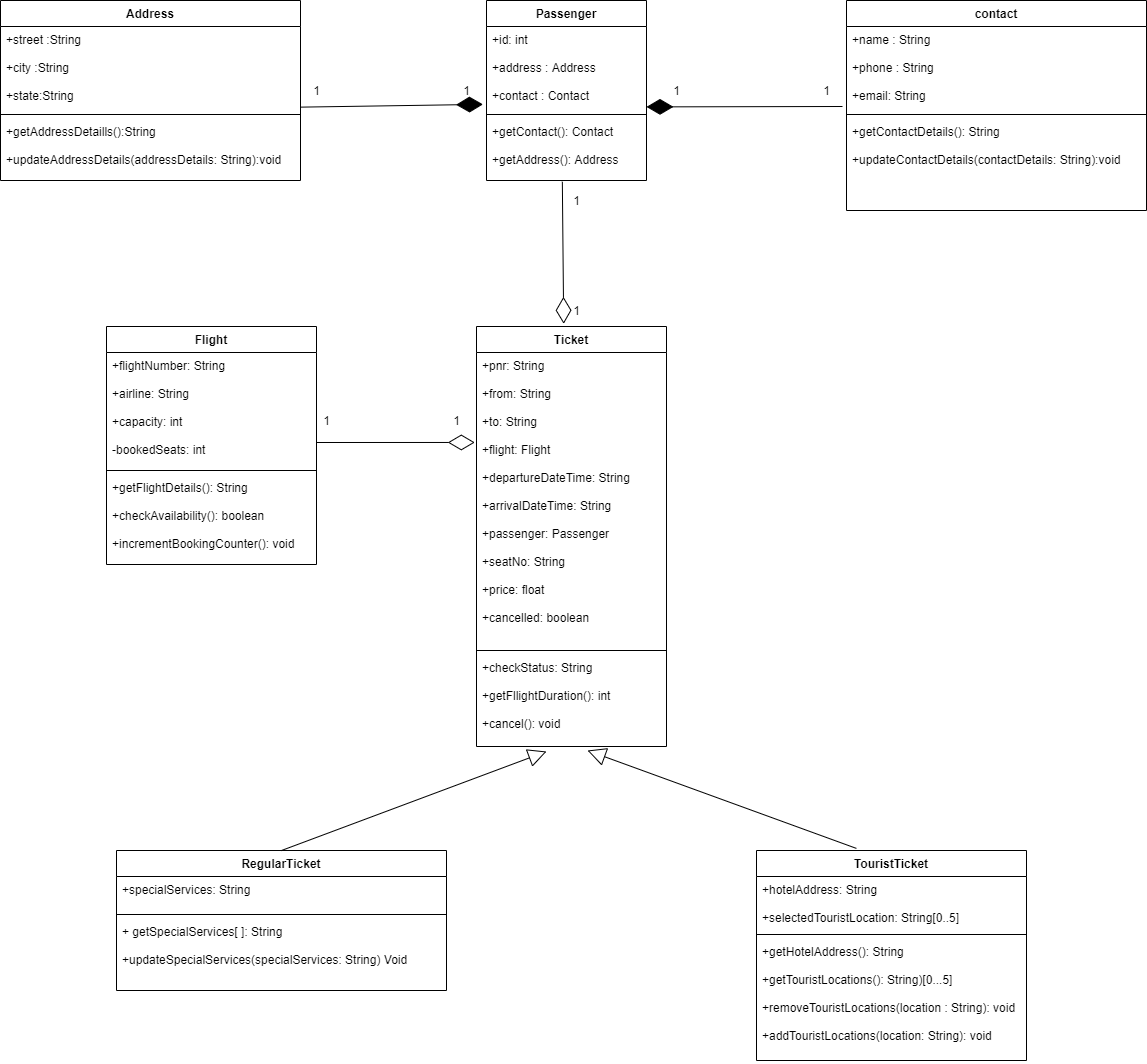 Address
+street :String
+city :String
+state:String
+getAddressDetaills():String
+updateAddressDetails(addressDetails: String):void
1
1
Passenger
+id: int
+address : Address
+contact : Contact
+getContact(): Contact
+getAddress(): Address
1
1
contact
+name : String
+phone : String
+email: String
+getContactDetails(): String
+updateContactDetails(contactDetails: String):void
1
1
Flight
+flightNumber: String
+airline: String
+capacity: int
-bookedSeats: int
+getFlightDetails(): String
+checkAvailability(): boolean
+incrementBookingCounter(): void
1
1
Ticket
+pnr: String
+from: String
+to: String
+flight: Flight
+departureDateTime: String
+arrivalDateTime: String
+passenger: Passenger
+seatNo: String
+price: float
+cancelled: boolean
+checkStatus: String
+getFllightDuration(): int
+cancel(): void
RegularTicket
+specialServices: String
+ getSpecialServices[ ]: String
+updateSpecialServices(specialServices: String) Void
TouristTicket
+hotelAddress: String
+selectedTouristLocation: String[0..5]
+getHotelAddress(): String
+getTouristLocations(): String)[0...5]
+removeTouristLocations(location : String): void
+addTouristLocations(location: String): void